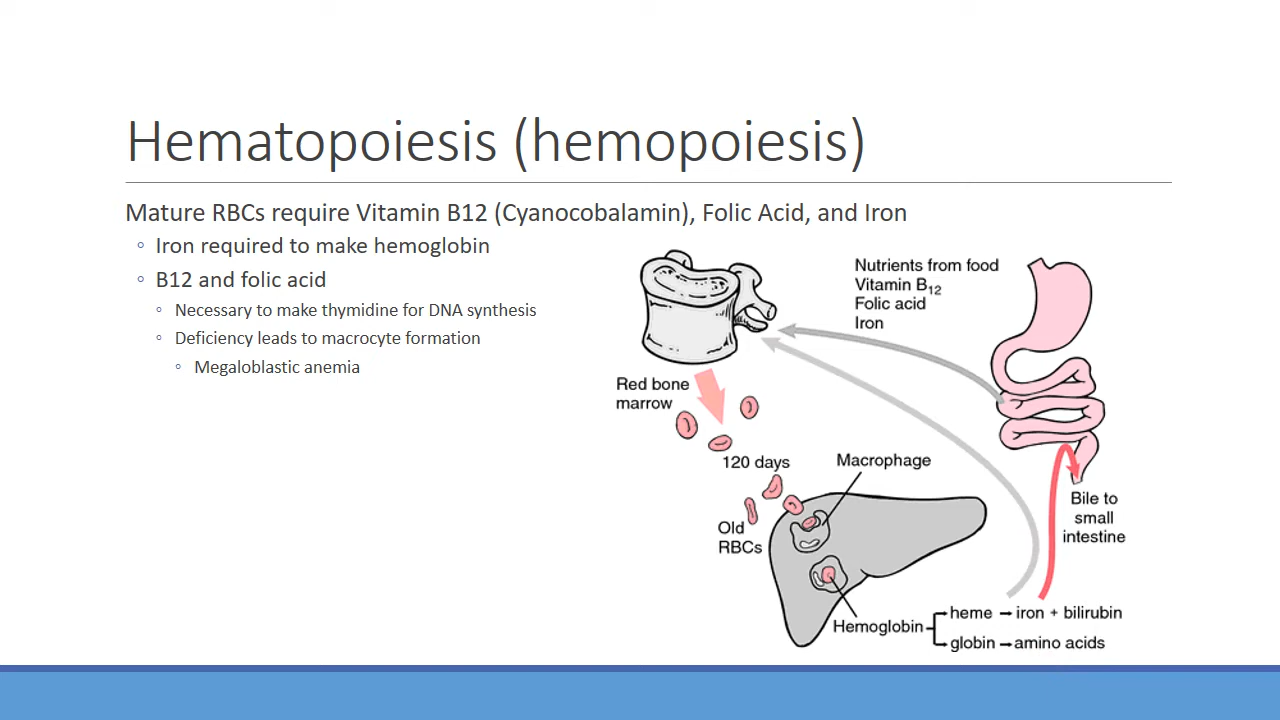 Hematopoiesis (hemopoiesis)
Mature RBCs require Vitamin B12 (Cyanocobalamin), Folic Acid, and Iron
◦ Iron required to make hemoglobin
◦ B12 and folic acid
◦ Necessary to make thymidine for DNA synthesis
◦ Deficiency leads to macrocyte formation
◦ Megaloblastic anemia
Nutrients from food
Vitamin B₁₂
Folic acid
Iron
Red bone
marrow
120 days
Macrophage
Old
RBCs
Bile to
small
intestine
Hemoglobin
heme → iron + bilirubin
globin → amino acids